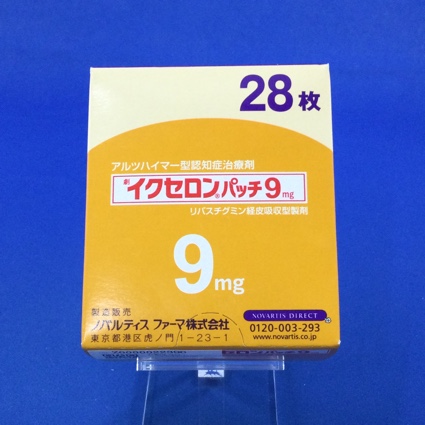 28枚
アルツハイマー型認知症治療剤
劇 イクセロン®パッチ9mg
リバスチグミン経皮吸収型製剤
9mg
製造販売
ノバルティス ファーマ株式会社
東京都港区虎ノ門1-23-1
NOVARTIS DIRECT
0120-003-293
www.novartis.co.jp